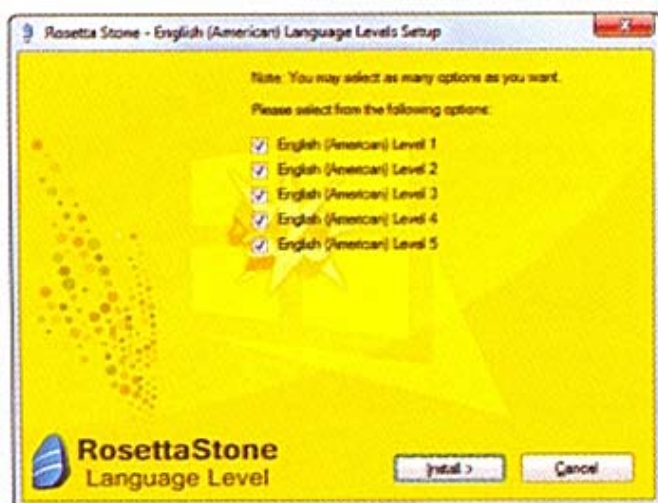 Rosetta Stone - English (American) Language Levels Setup
Note: You may select as many options as you want.
Please select from the following options:
English (American) Level 1
English (American) Level 2
English (American) Level 3
English (American) Level 4
English (American) Level 5
RosettaStone
Language Level
Install >
Cancel